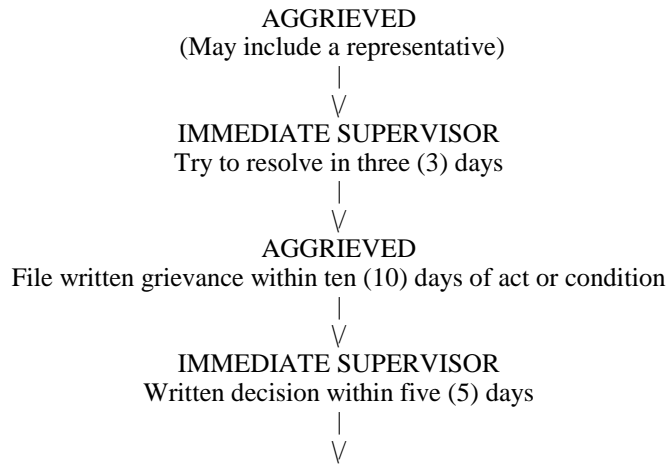 AGGRIEVED
(May include a representative)
|
\/
IMMEDIATE SUPERVISOR
Try to resolve in three (3) days
|
\/
AGGRIEVED
File written grievance within ten (10) days of act or condition
|
\/
IMMEDIATE SUPERVISOR
Written decision within five (5) days
|
\/